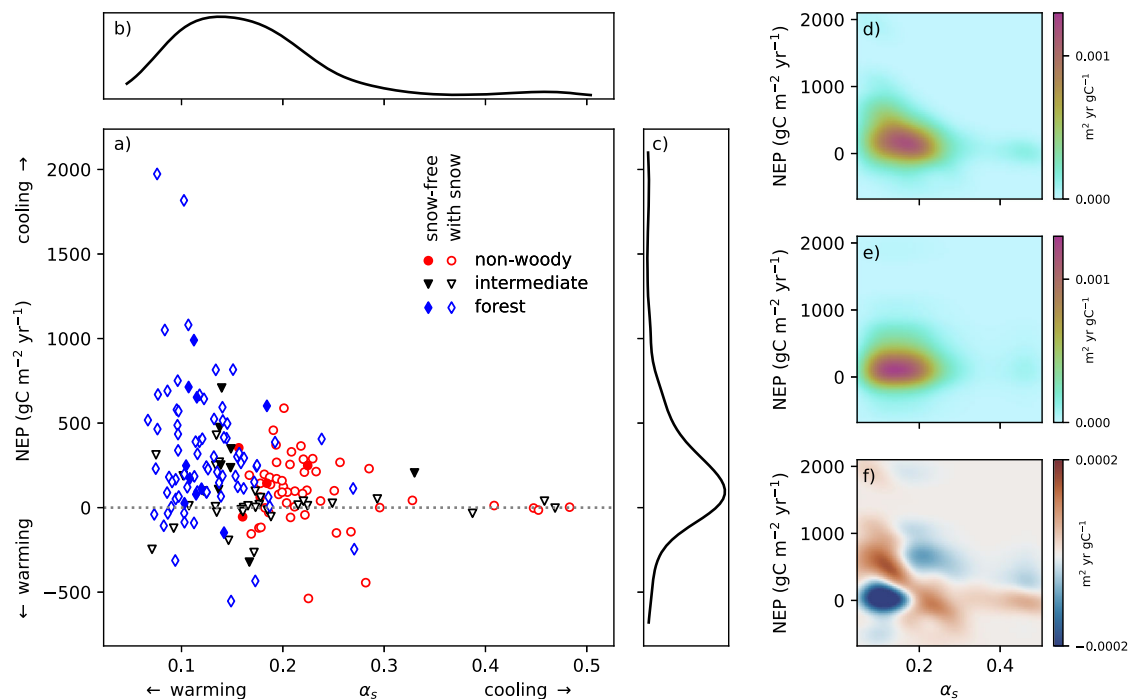 b)
a)
2000
1500
1000
500
0
−500
NEP (gC m⁻² yr⁻¹)
cooling →
← warming
snow-free
with snow
non-woody
intermediate
forest
0.1 0.2 0.3 0.4 0.5
← warming αₛ cooling →
c)
d)
2000
1000
0
NEP (gC m⁻² yr⁻¹)
0.001
0.000
m² yr gC⁻¹
e)
2000
1000
0
NEP (gC m⁻² yr⁻¹)
0.001
0.000
m² yr gC⁻¹
f)
2000
1000
0
NEP (gC m⁻² yr⁻¹)
0.0002
−0.0002
m² yr gC⁻¹
0.2 0.4
αₛ